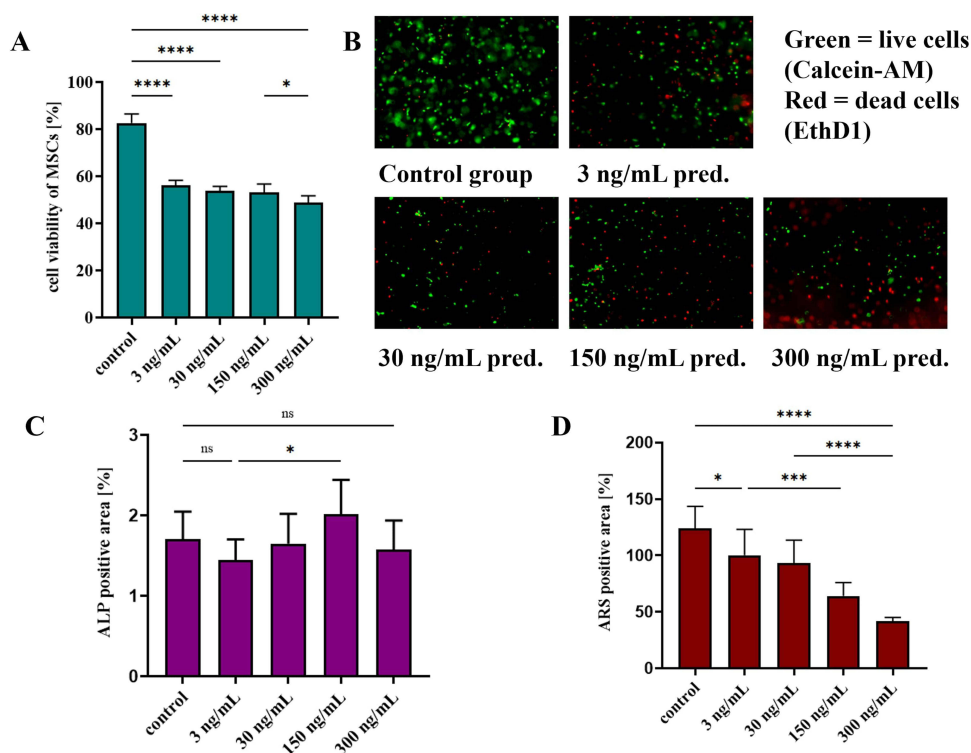 A
****
****
****
*
cell viability of MSCs [%]
100
80
60
40
20
0
control
3 ng/mL
30 ng/mL
150 ng/mL
300 ng/mL
B
Green = live cells
(Calcein-AM)
Red = dead cells
(EthD1)
Control group
3 ng/mL pred.
30 ng/mL pred.
150 ng/mL pred.
300 ng/mL pred.
C
ns
ns
*
ALP positive area [%]
3
2
1
0
control
3 ng/mL
30 ng/mL
150 ng/mL
300 ng/mL
D
****
****
*
***
ARS positive area [%]
200
150
100
50
0
control
3 ng/mL
30 ng/mL
150 ng/mL
300 ng/mL